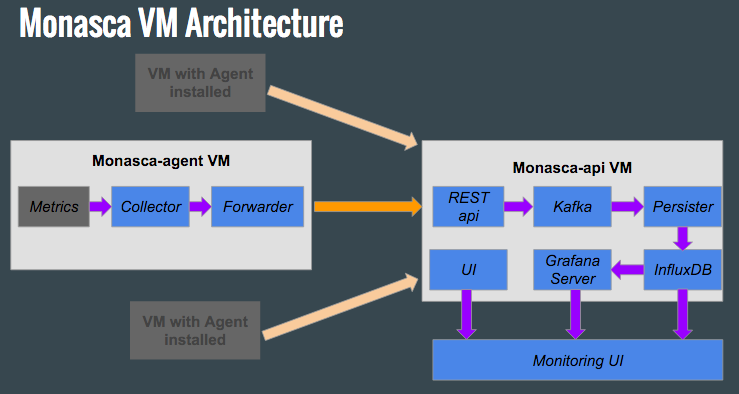 Monasca VM Architecture
VM with Agent
installed
Monasca-agent VM
Metrics
Collector
Forwarder
Monasca-api VM
REST
api
Kafka
Persister
UI
Grafana
Server
InfluxDB
VM with Agent
installed
Monitoring UI